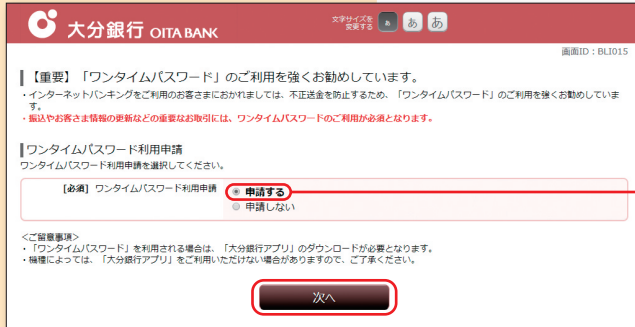 大分銀行 OITA BANK
文字サイズを
変更する
あ あ あ
画面ID：BLI015
【重要】「ワンタイムパスワード」のご利用を強くお勧めしています。
・インターネットバンキングをご利用のお客さまにおかれましては、不正送金を防止するため、「ワンタイムパスワード」のご利用を強くお勧めしていま
す。
・振込やお客さま情報の更新などの重要なお取引には、ワンタイムパスワードのご利用が必須となります。
ワンタイムパスワード利用申請
ワンタイムパスワード利用申請を選択してください。
[必須] ワンタイムパスワード利用申請
申請する
申請しない
<ご留意事項>
・「ワンタイムパスワード」を利用される場合は、「大分銀行アプリ」のダウンロードが必要となります。
・機種によっては、「大分銀行アプリ」をご利用いただけない場合がありますので、ご了承ください。
次へ